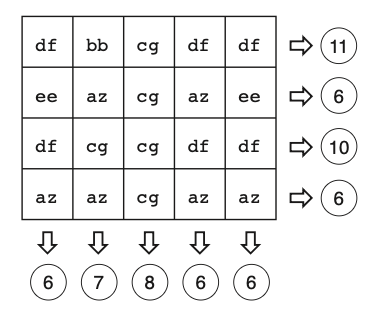 df bb cg df df 11
ee az cg az ee 6
df cg cg df df 10
az az cg az az 6
6 7 8 6 6